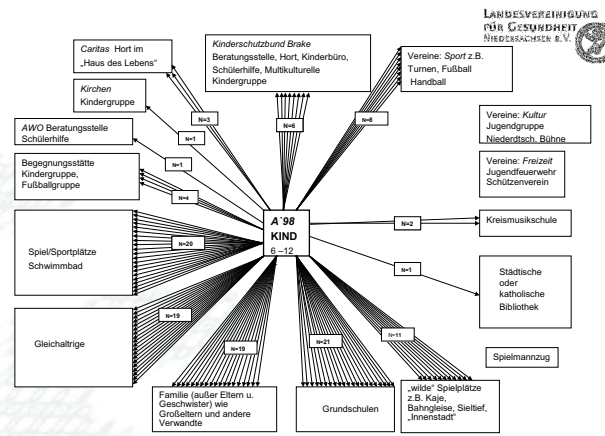 LANDESVEREINIGUNG
FÜR GESUNDHEIT
NIEDERSACHSEN E.V.
Caritas Hort im
„Haus des Lebens“
Kinderschutzbund Brake
Beratungsstelle, Hort, Kinderbüro,
Schülerhilfe, Multikulturelle
Kindergruppe
Vereine: Sport z.B.
Turnen, Fußball
Handball
Kirchen
Kindergruppe
N=3
N=6
N=8
Vereine: Kultur
Jugendgruppe
Niederdtsch. Bühne
AWO Beratungsstelle
Schülerhilfe
N=1
Vereine: Freizeit
Jugendfeuerwehr
Schützenverein
Begegnungsstätte
Kindergruppe,
Fußballgruppe
N=1
N=4
A`98
KIND
6 –12
N=2
Kreismusikschule
Spiel/Sportplätze
Schwimmbad
N=20
N=1
Städtische
oder
katholische
Bibliothek
Gleichaltrige
N=19
N=19
N=21
N=11
Spielmannzug
Familie (außer Eltern u.
Geschwister) wie
Großeltern und andere
Verwandte
Grundschulen
„wilde“ Spielplätze
z.B. Kaje,
Bahngleise, Sieltief,
„Innenstadt“